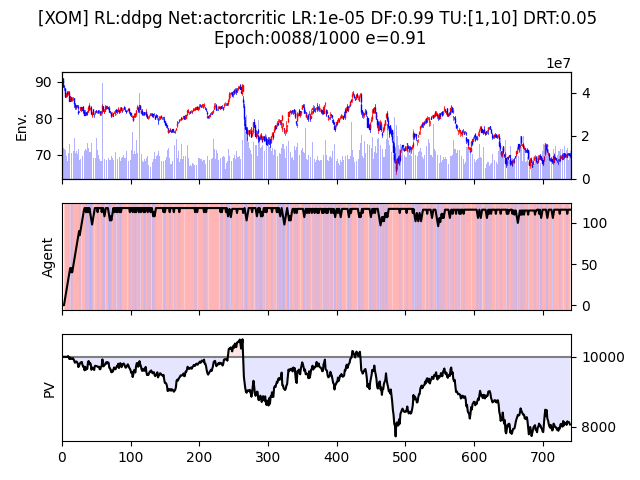 [XOM] RL:ddpg Net:actorcritic LR:1e-05 DF:0.99 TU:[1,10] DRT:0.05
Epoch:0088/1000 e=0.91
1e7
Env.
90
80
70
4
2
0
Agent
100
50
0
PV
10000
8000
0 100 200 300 400 500 600 700